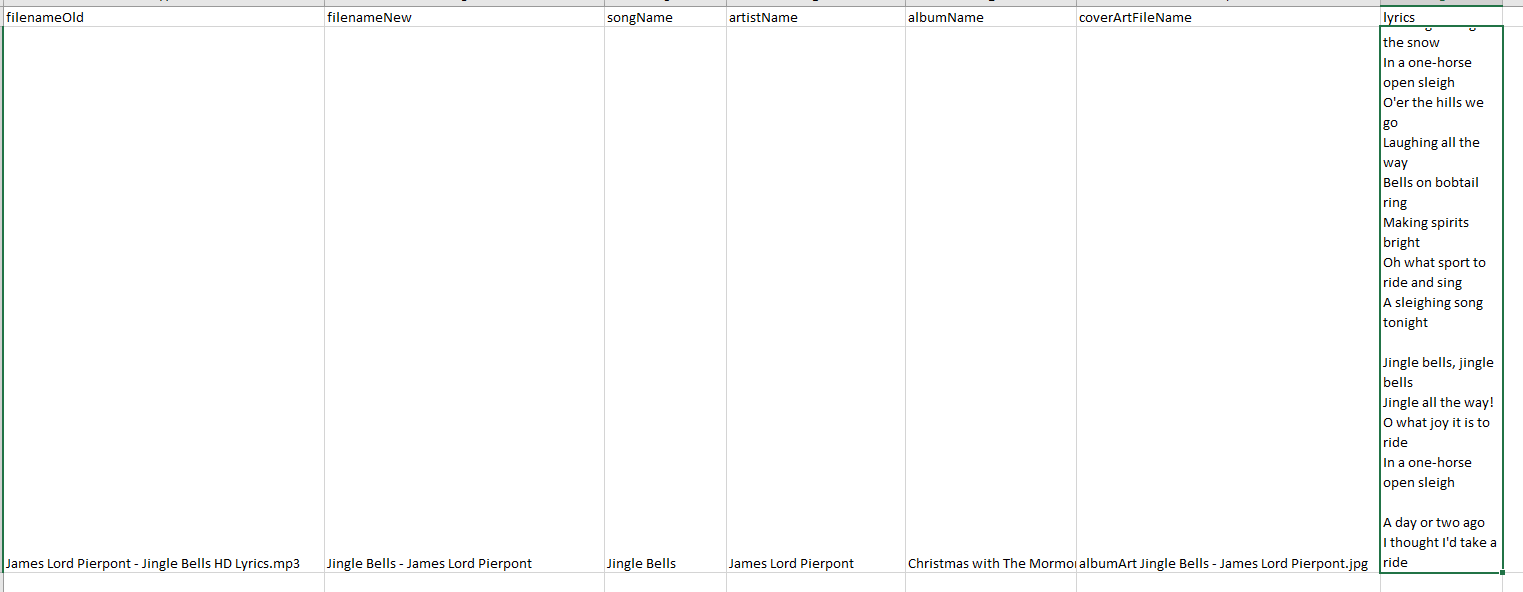 filenameOld filenameNew songName artistName albumName coverArtFileName lyrics
the snow
In a one-horse
open sleigh
O'er the hills we
go
Laughing all the
way
Bells on bobtail
ring
Making spirits
bright
Oh what sport to
ride and sing
A sleighing song
tonight
Jingle bells, jingle
bells
Jingle all the way!
O what joy it is to
ride
In a one-horse
open sleigh
A day or two ago
I thought I'd take a
James Lord Pierpont - Jingle Bells HD Lyrics.mp3 Jingle Bells - James Lord Pierpont Jingle Bells James Lord Pierpont Christmas with The Mormo albumArt Jingle Bells - James Lord Pierpont.jpg ride